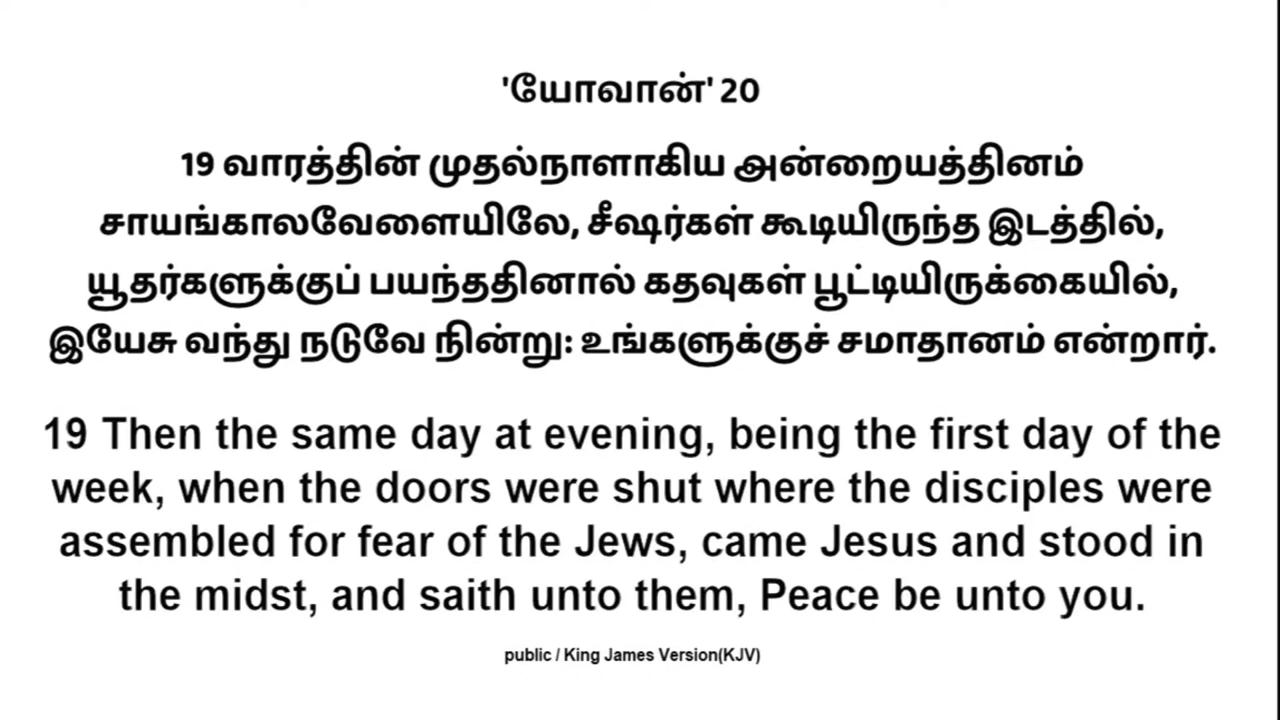 'யோவான்' 20
19 வாரத்தின் முதல்நாளாகிய அன்றையத்தினம்
சாயங்காலவேளையிலே, சீஷர்கள் கூடியிருந்த இடத்தில்,
யூதர்களுக்குப் பயந்ததினால் கதவுகள் பூட்டியிருக்கையில்,
இயேசு வந்து நடுவே நின்று: உங்களுக்குச் சமாதானம் என்றார்.
19 Then the same day at evening, being the first day of the
week, when the doors were shut where the disciples were
assembled for fear of the Jews, came Jesus and stood in
the midst, and saith unto them, Peace be unto you.
public / King James Version(KJV)